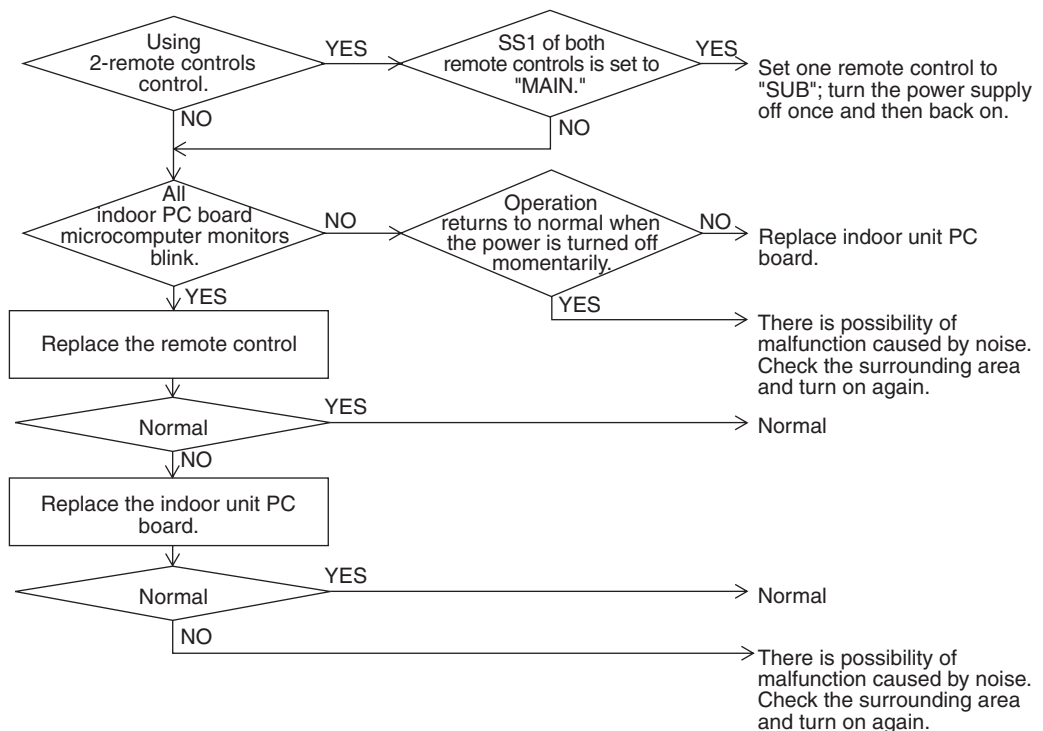 Using
2-remote controls
control.
YES
SS1 of both
remote controls is set to
"MAIN."
YES
Set one remote control to
"SUB"; turn the power supply
off once and then back on.
NO
NO
All
indoor PC board
microcomputer monitors
blink.
NO
Operation
returns to normal when
the power is turned off
momentarily.
NO
Replace indoor unit PC
board.
YES
YES
There is possibility of
malfunction caused by noise.
Check the surrounding area
and turn on again.
Replace the remote control
Normal
YES
Normal
NO
Replace the indoor unit PC
board.
Normal
YES
Normal
NO
There is possibility of
malfunction caused by noise.
Check the surrounding area
and turn on again.